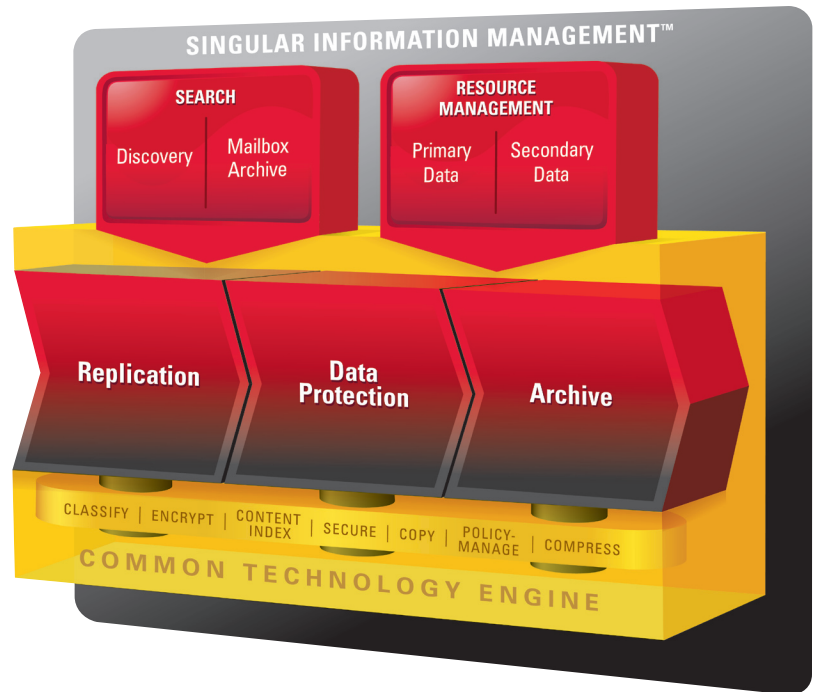 SINGULAR INFORMATION MANAGEMENT™
SEARCH
Discovery
Mailbox
Archive
RESOURCE
MANAGEMENT
Primary
Data
Secondary
Data
Replication
Data
Protection
Archive
CLASSIFY | ENCRYPT | CONTENT
INDEX | SECURE | COPY | POLICY-
MANAGE | COMPRESS
COMMON TECHNOLOGY ENGINE